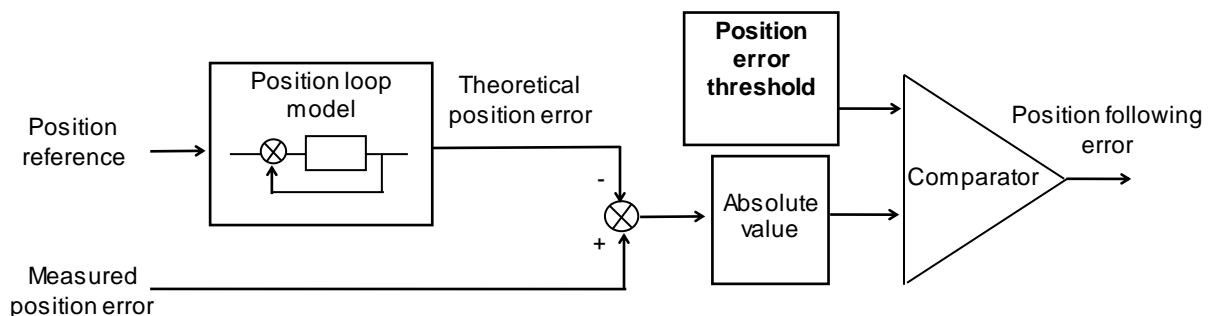 Position
reference
Position loop
model
Theoretical
position error
Position
error
threshold
-
+
Absolute
value
Comparator
Position following
error
Measured
position error